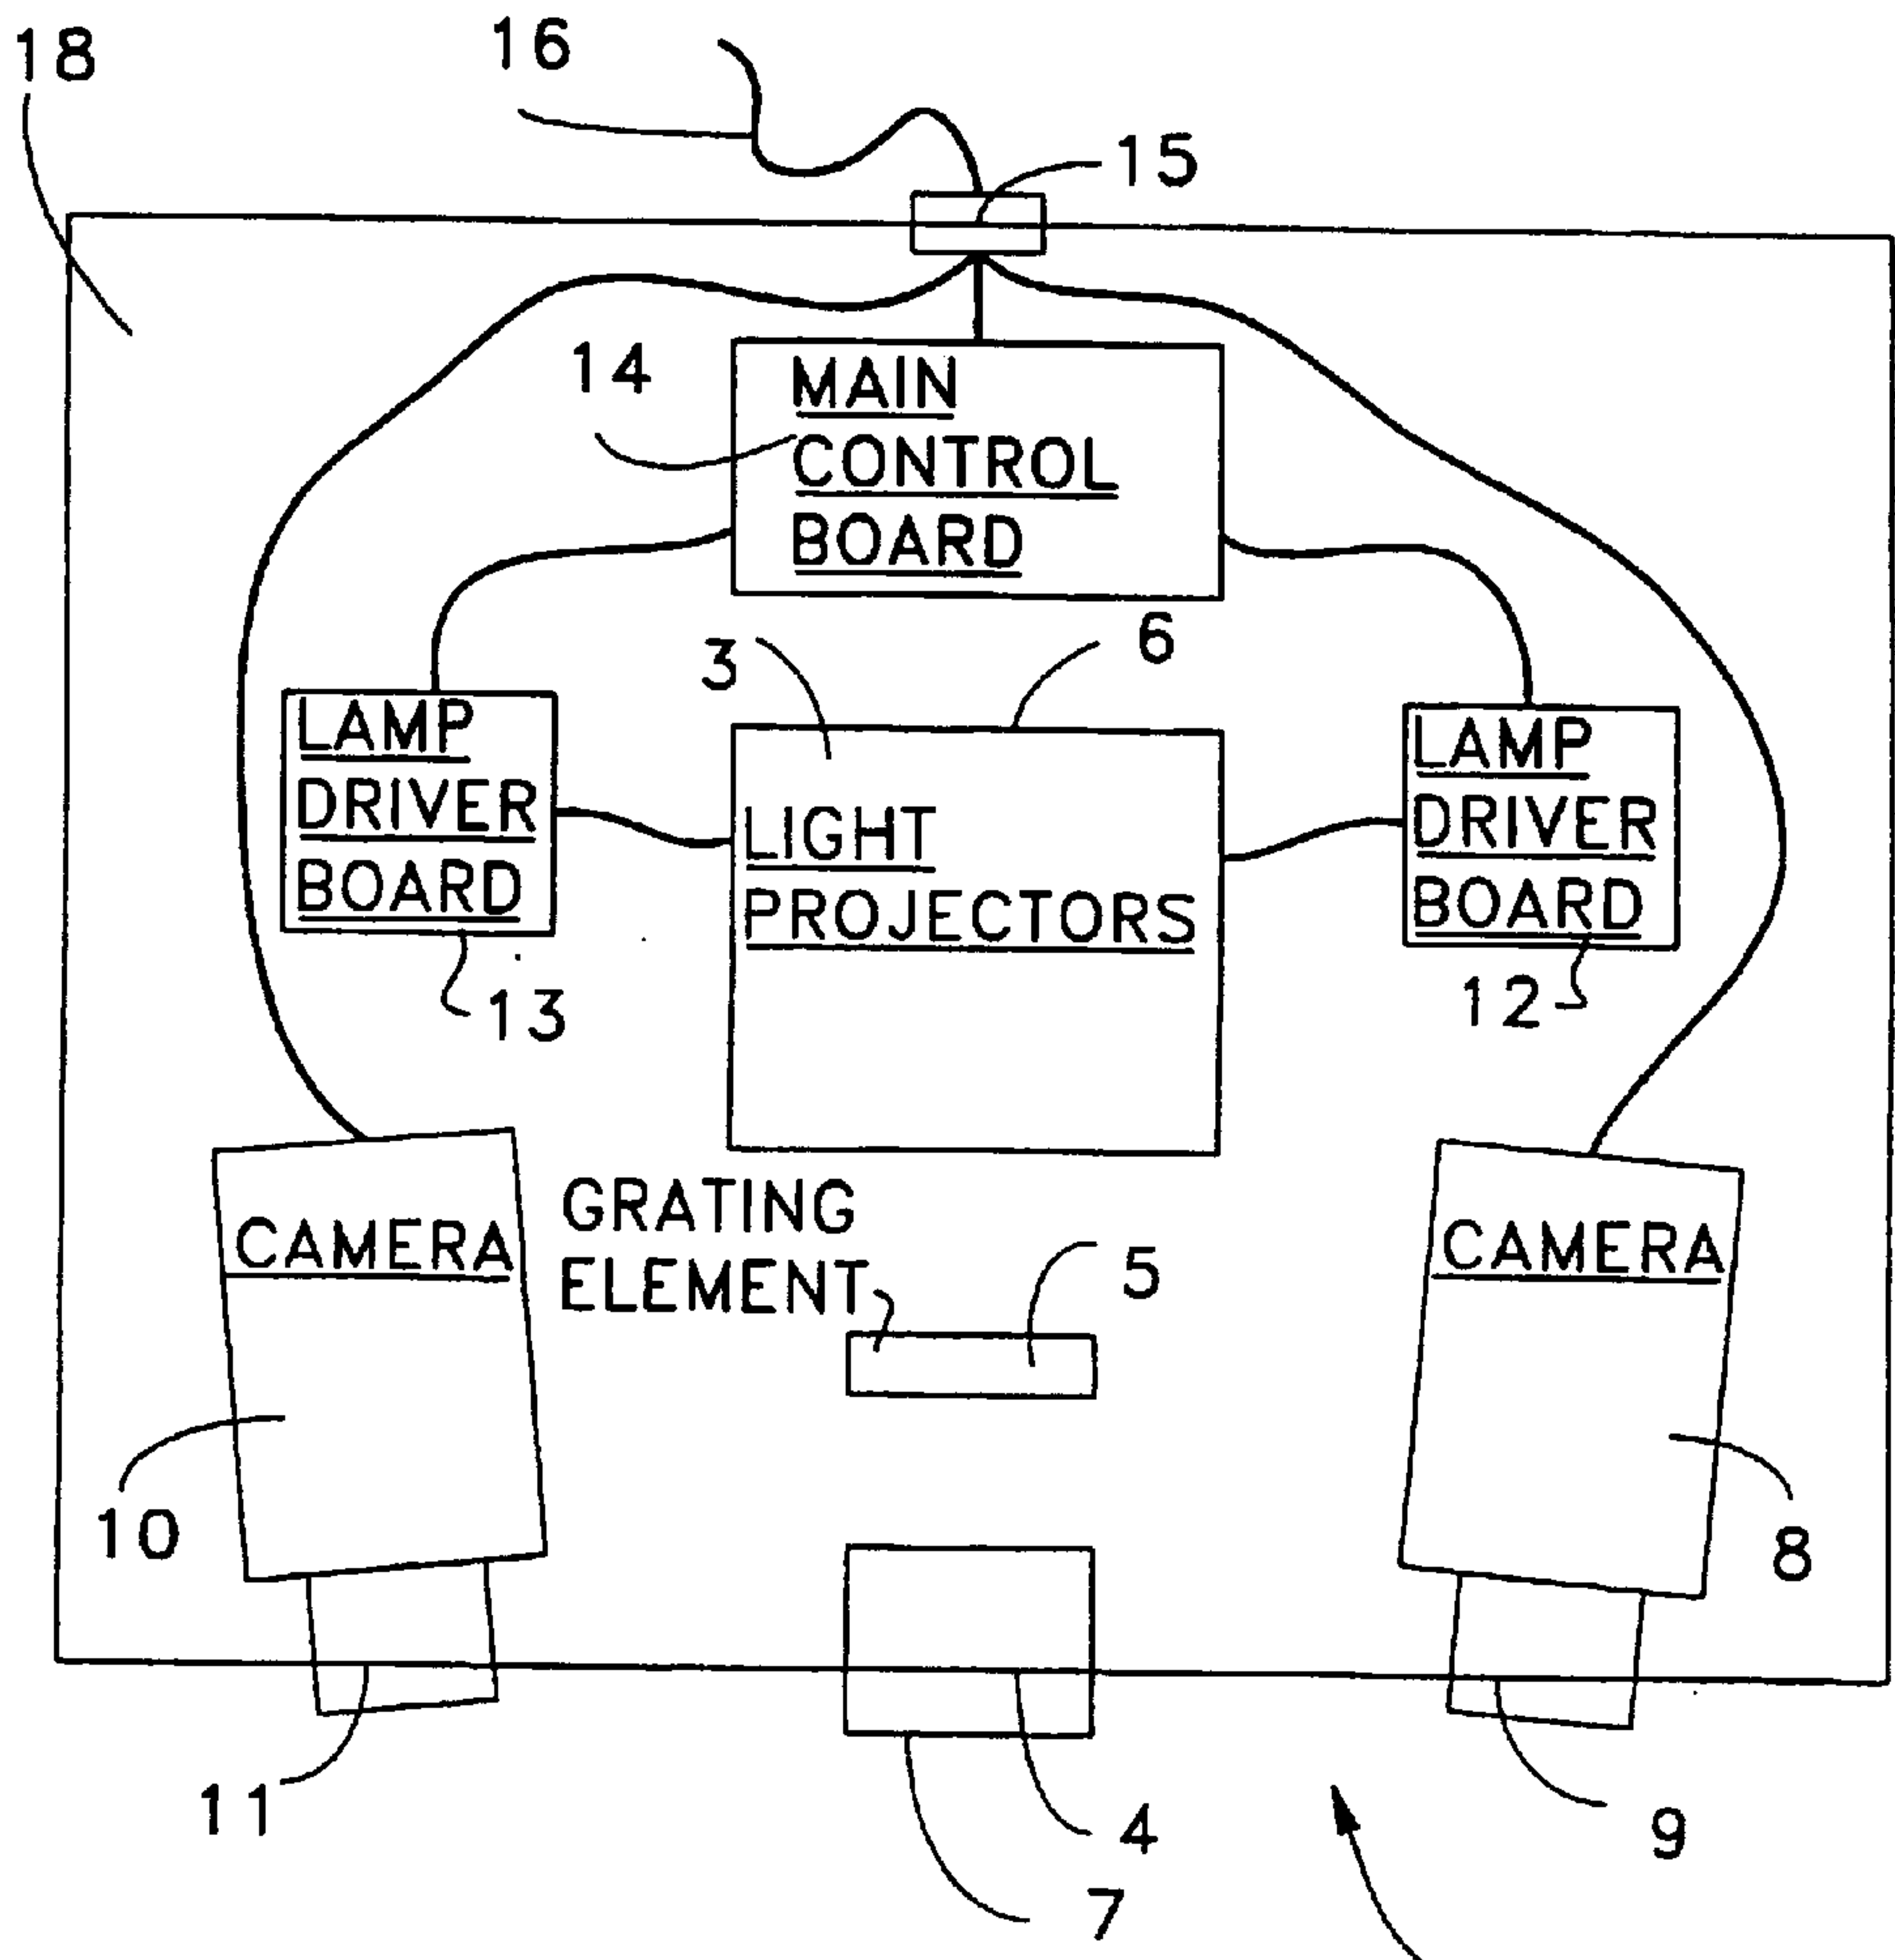 18
16
15
14
MAIN
CONTROL
BOARD
3
6
LAMP
DRIVER
BOARD
LIGHT
PROJECTORS
LAMP
DRIVER
BOARD
13
12
CAMERA
GRATING
ELEMENT
5
CAMERA
10
8
11
4
9
7